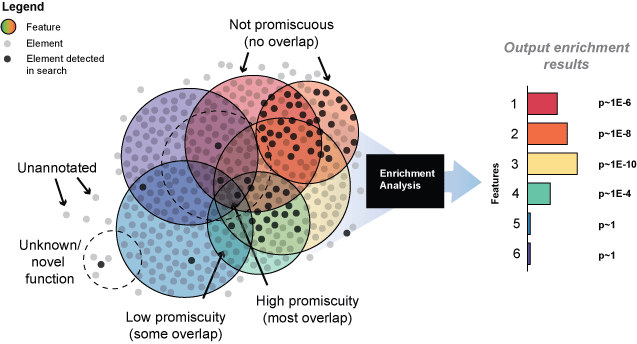 Legend
Feature
Element
Element detected
in search
Not promiscuous
(no overlap)
Unannotated
Unknown/
novel
function
Low promiscuity
(some overlap)
High promiscuity
(most overlap)
Enrichment
Analysis
Output enrichment
results
Features
1
p~1E-6
2
p~1E-8
3
p~1E-10
4
p~1E-4
5
p~1
6
p~1